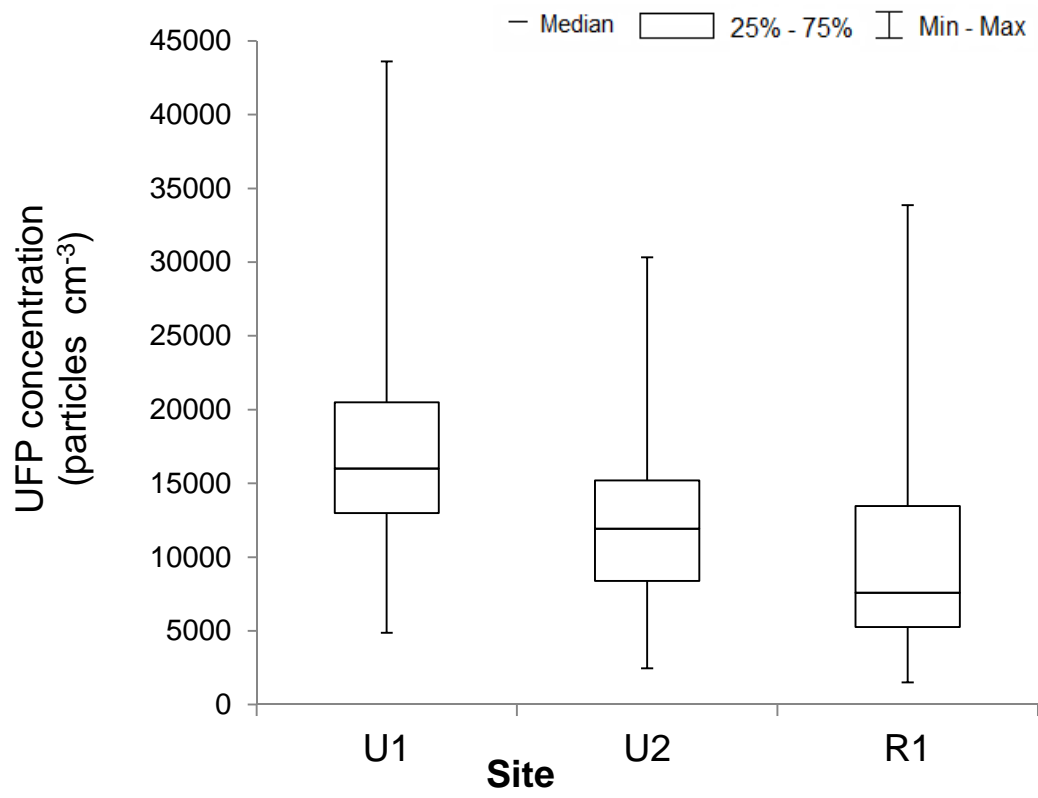 Median 25% - 75% Min - Max
45000
40000
35000
30000
25000
20000
15000
10000
5000
0
UFP concentration
(particles cm-3)
U1 U2 R1
Site